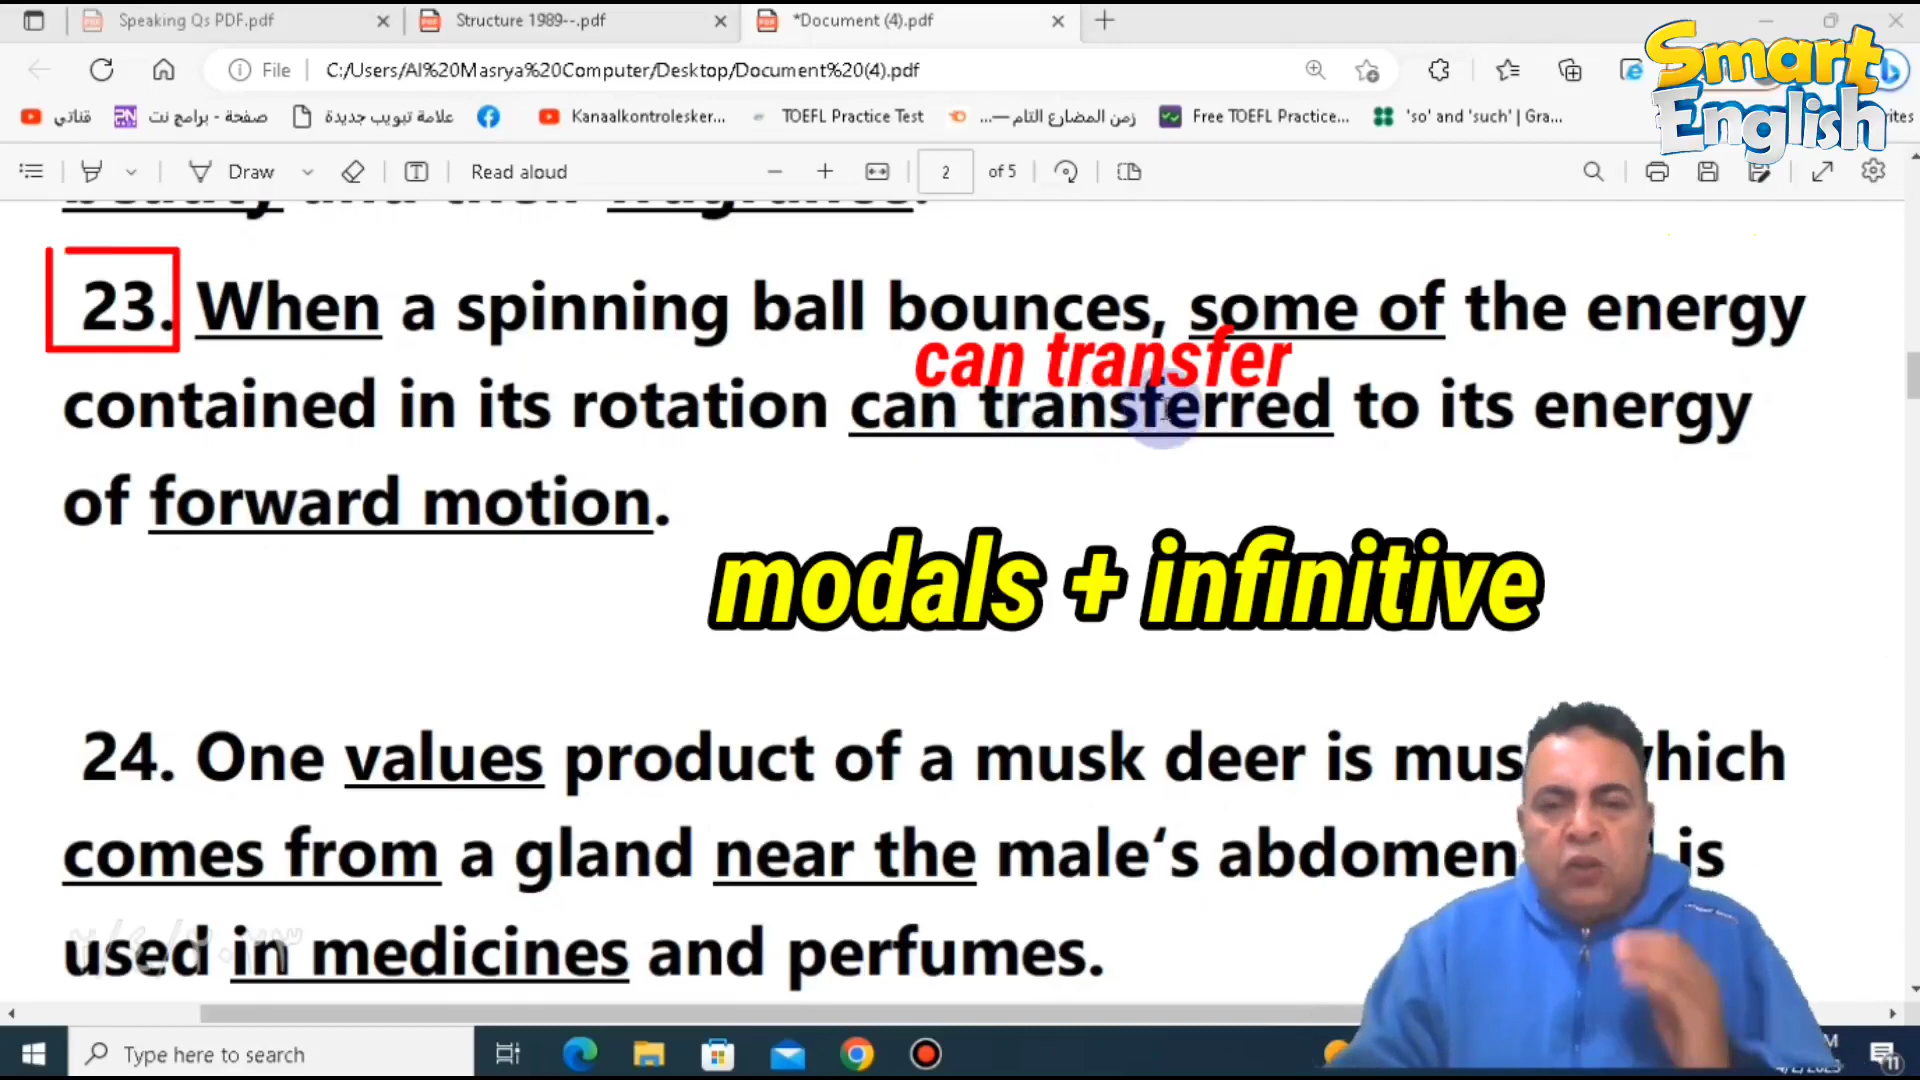 Speaking Qs PDF.pdf
Structure 1989--.pdf
*Document (4).pdf
File
C:/Users/Al%20Masrya%20Computer/Desktop/Document%20(4).pdf
Smart
English
قناتي
صفحة - برامج نت
علامة تبويب جديدة
Kanaalkontrolesker...
TOEFL Practice Test
زمن المضارع التام —...
Free TOEFL Practice...
'so' and 'such' | Gra...
Draw
Read aloud
2
of 5
23. When a spinning ball bounces, some of the energy
can transfer
contained in its rotation can transferred to its energy
of forward motion.
modals + infinitive
24. One values product of a musk deer is which
comes from a gland near the male‘s abdomen is
used in medicines and perfumes.
Type here to search
11